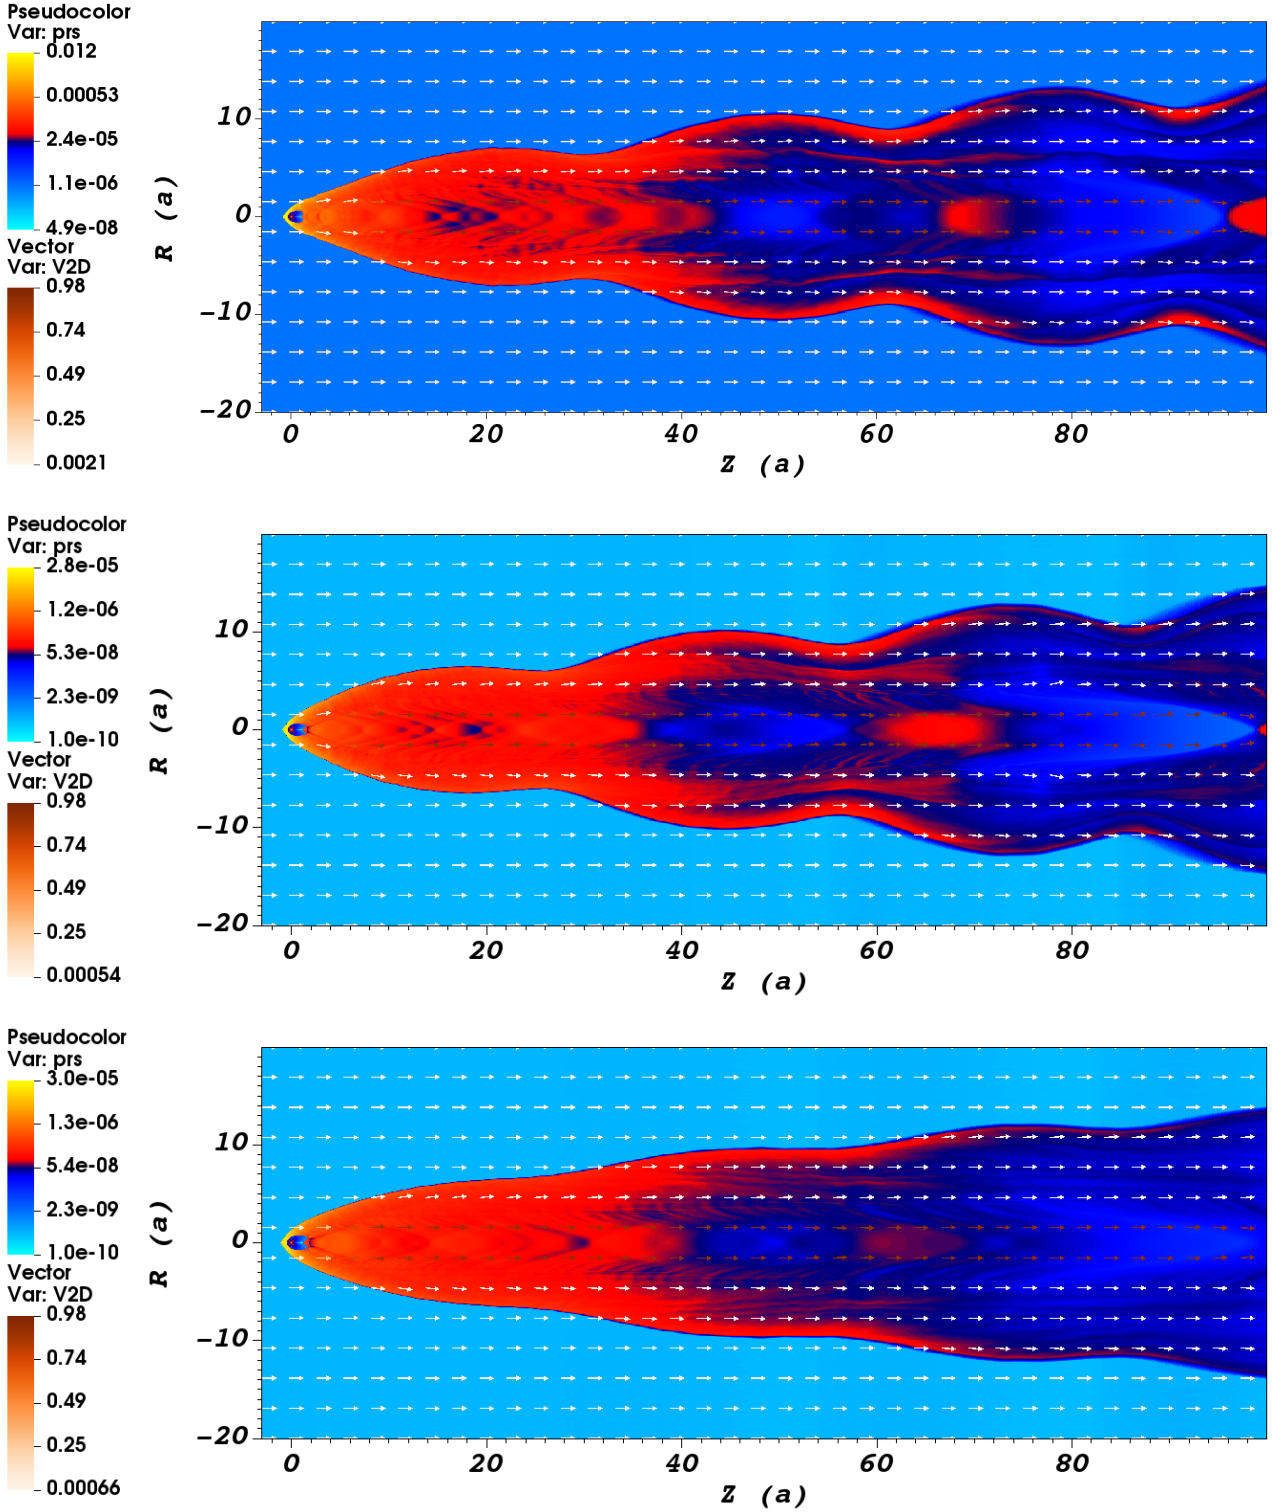 Pseudocolor
Var: prs
0.012
0.00053
2.4e-05
1.1e-06
4.9e-08
Vector
Var: V2D
0.98
0.74
0.49
0.25
0.0021
R (a)
10
0
−10
−20
0 20 40 60 80
Z (a)
Pseudocolor
Var: prs
2.8e-05
1.2e-06
5.3e-08
2.3e-09
1.0e-10
Vector
Var: V2D
0.98
0.74
0.49
0.25
0.00054
R (a)
10
0
−10
−20
0 20 40 60 80
Z (a)
Pseudocolor
Var: prs
3.0e-05
1.3e-06
5.4e-08
2.3e-09
1.0e-10
Vector
Var: V2D
0.98
0.74
0.49
0.25
0.00066
R (a)
10
0
−10
−20
0 20 40 60 80
Z (a)